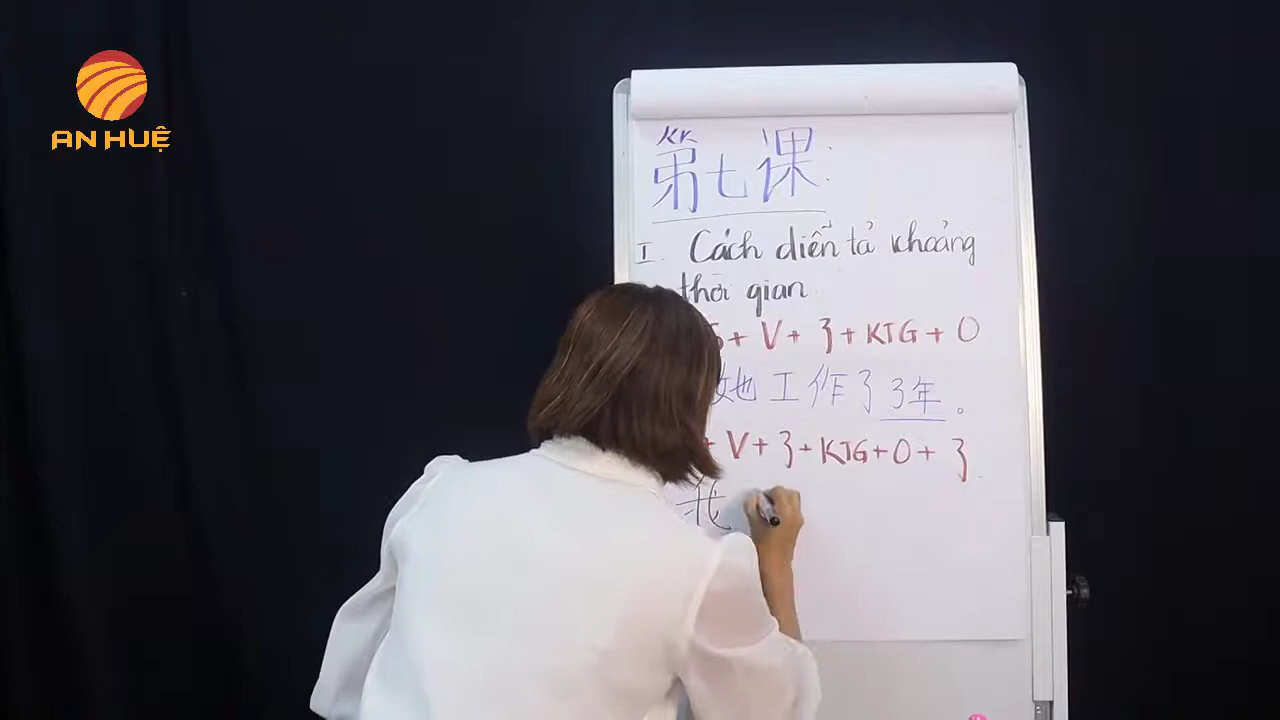 AN HUỆ
第七课:
I. Cách diễn tả khoảng
thời gian
+ V + 了 + KTG + O
她工作了3年。
+ V + 了 + KTG + O + 了
我